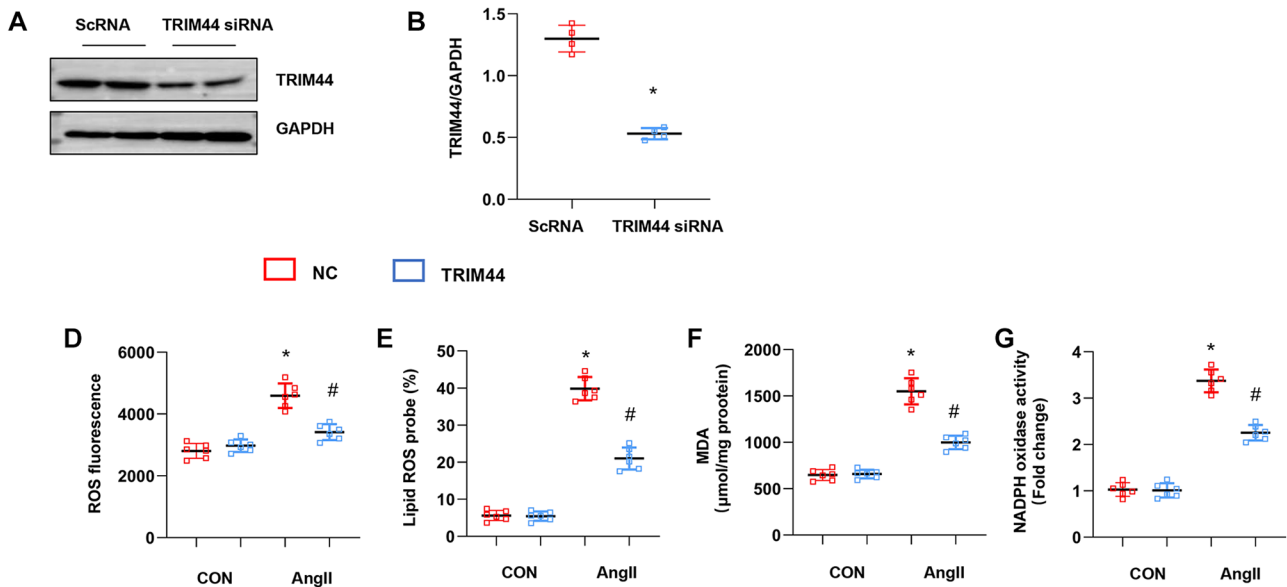 A
ScRNA TRIM44 siRNA
TRIM44
GAPDH
B
TRIM44/GAPDH
1.5
1.0
0.5
0.0
*
ScRNA TRIM44 siRNA
NC TRIM44
D
ROS fluorescence
6000
4000
2000
0
*
#
CON AngII
E
Lipid ROS probe (%)
50
40
30
20
10
0
*
#
CON AngII
F
MDA
(μmol/mg prootein)
2000
1500
1000
500
0
*
#
CON AngII
G
NADPH oxidase activity
(Fold change)
4
3
2
1
0
*
#
CON AngII